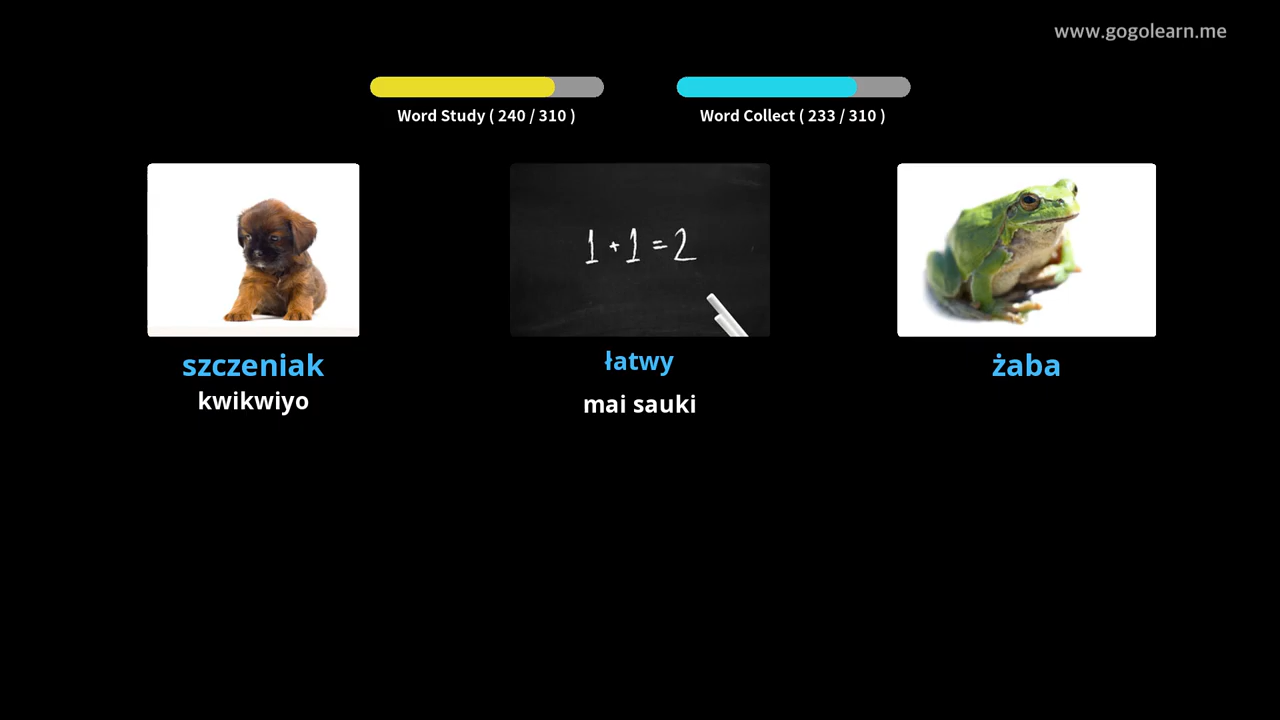 www.gogolearn.me
Word Study ( 240 / 310 )
Word Collect ( 233 / 310 )
1 + 1 = 2
szczeniak
kwikwiyo
łatwy
mai sauki
żaba